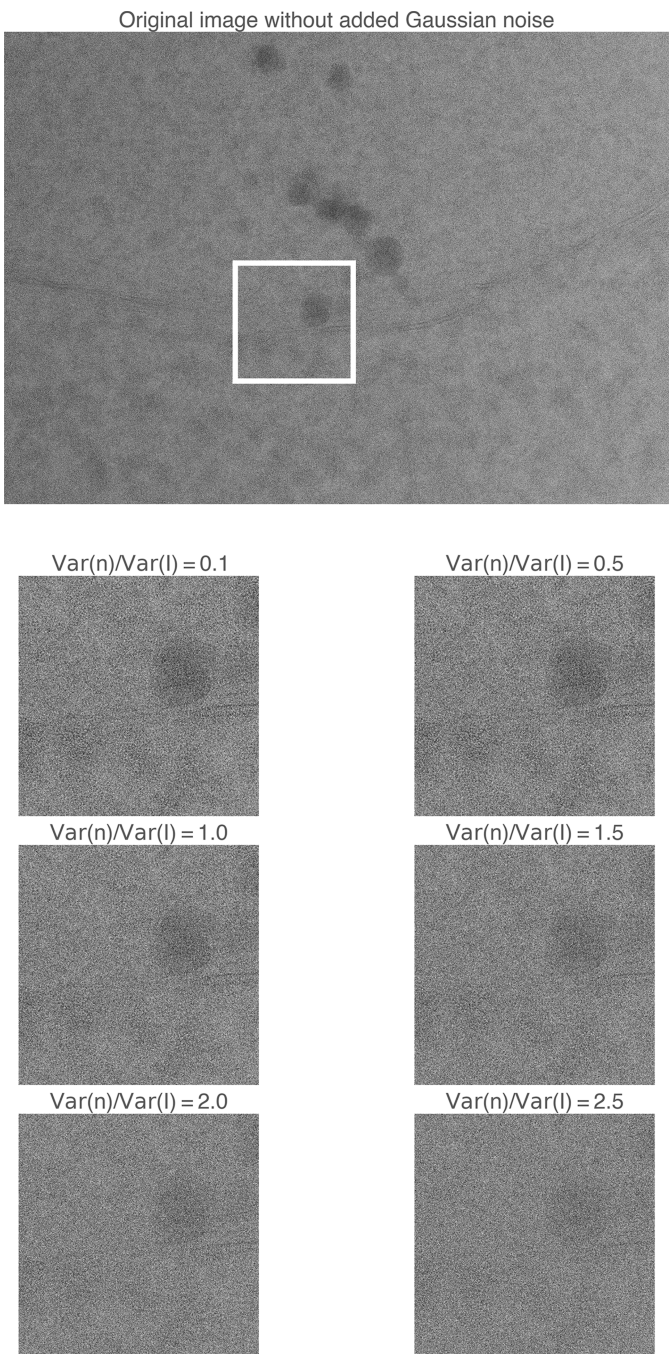 Original image without added Gaussian noise
Var(n)/Var(I) = 0.1
Var(n)/Var(I) = 0.5
Var(n)/Var(I) = 1.0
Var(n)/Var(I) = 1.5
Var(n)/Var(I) = 2.0
Var(n)/Var(I) = 2.5